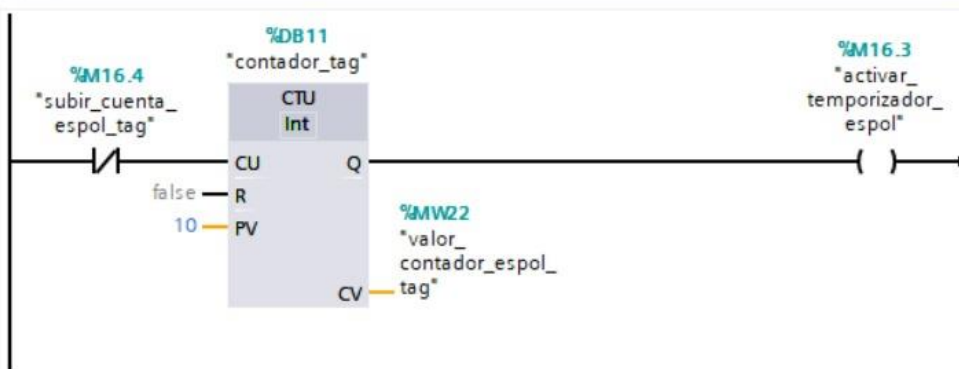 %DB11
"contador_tag"
%M16.4
"subir_cuenta_
espol_tag"
CTU
Int
%M16.3
"activar_
temporizador_
espol"
CU
Q
false
R
10
PV
%MW22
"valor_
contador_espol_
tag"
CV